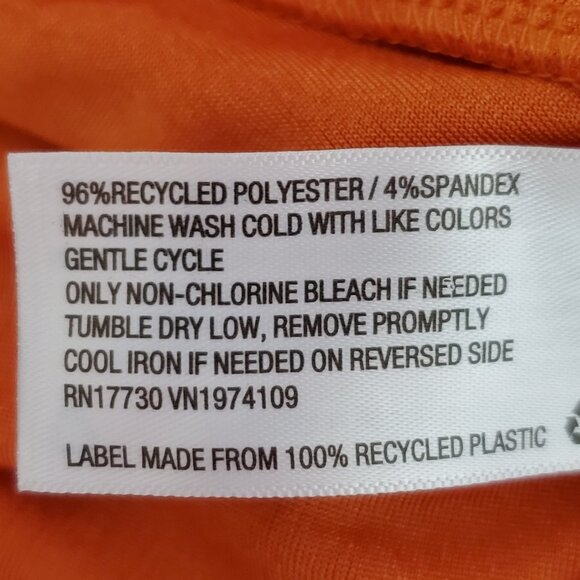 96%RECYCLED POLYESTER / 4%SPANDEX
MACHINE WASH COLD WITH LIKE COLORS
GENTLE CYCLE
ONLY NON-CHLORINE BLEACH IF NEEDED
TUMBLE DRY LOW, REMOVE PROMPTLY
COOL IRON IF NEEDED ON REVERSED SIDE
RN17730 VN1974109
LABEL MADE FROM 100% RECYCLED PLASTIC